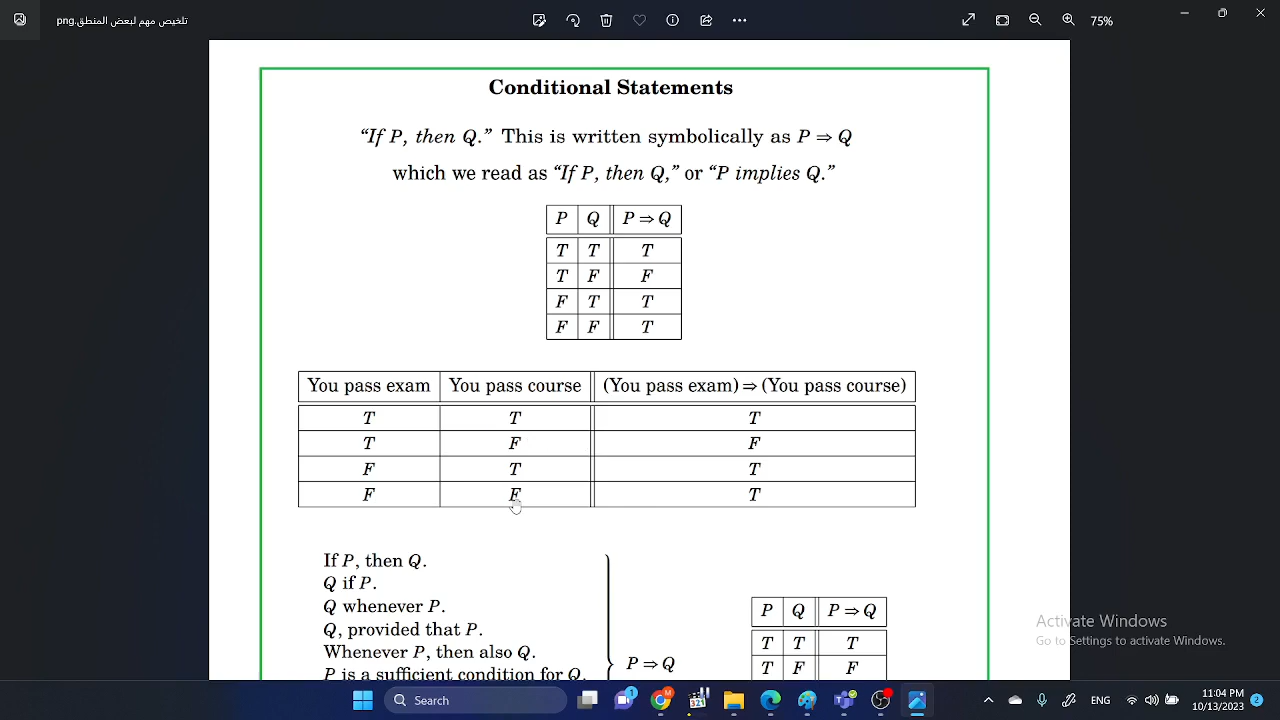 تلخيص مهم لبعض المنطق.png
75%
Conditional Statements
“If P, then Q.” This is written symbolically as P ⇒ Q
which we read as “If P, then Q,” or “P implies Q.”
P Q P ⇒ Q
T T T
T F F
F T T
F F T
You pass exam You pass course (You pass exam) ⇒ (You pass course)
T T T
T F F
F T T
F F T
If P, then Q.
Q if P.
Q whenever P.
Q, provided that P.
Whenever P, then also Q.
P is a sufficient condition for Q.
P ⇒ Q
P Q P ⇒ Q
T T T
T F F
Activate Windows
Go to Settings to activate Windows.
Search
1
321
ENG
11:04 PM
10/13/2023
2